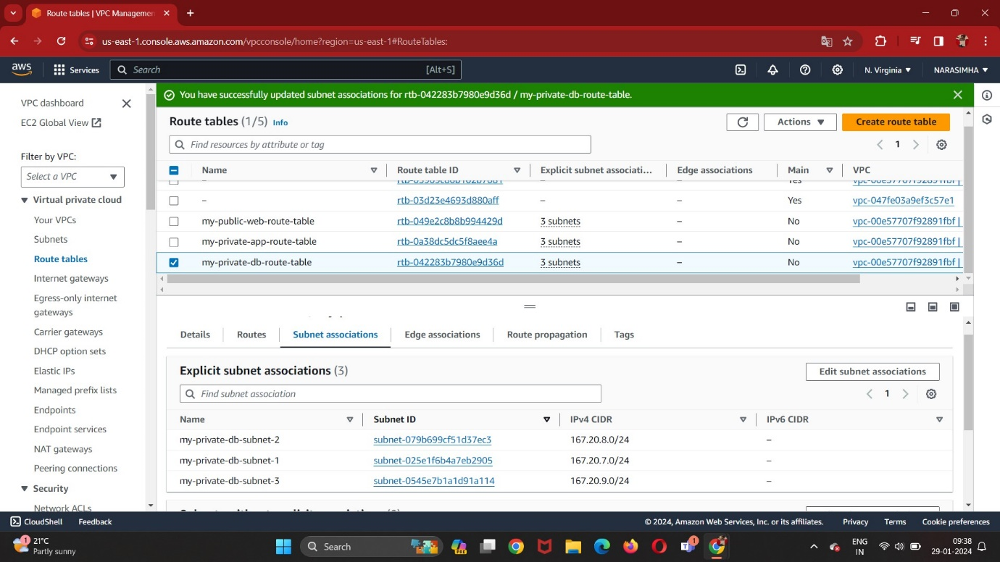 Route tables | VPC Managemen
us-east-1.console.aws.amazon.com/vpcconsole/home?region=us-east-1#RouteTables:
aws
Services
Search
[Alt+S]
N. Virginia
NARASIMHA
VPC dashboard
EC2 Global View
Filter by VPC:
Select a VPC
Virtual private cloud
Your VPCs
Subnets
Route tables
Internet gateways
Egress-only internet
gateways
Carrier gateways
DHCP option sets
Elastic IPs
Managed prefix lists
Endpoints
Endpoint services
NAT gateways
Peering connections
Security
Network ACLs
You have successfully updated subnet associations for rtb-042283b7980e9d36d / my-private-db-route-table.
Route tables (1/5) Info
Actions
Create route table
Find resources by attribute or tag
1
Name Route table ID Explicit subnet associati... Edge associations Main VPC
– Yes
– rtb-03d23e4693d880aff – – Yes vpc-047fe03a9ef3c57e1
my-public-web-route-table rtb-049e2c8b8b994429d 3 subnets – No vpc-00e57707f92891fbf |
my-private-app-route-table rtb-0a38dc5dc5f8aee4a 3 subnets – No vpc-00e57707f92891fbf |
my-private-db-route-table rtb-042283b7980e9d36d 3 subnets – No vpc-00e57707f92891fbf |
Details Routes Subnet associations Edge associations Route propagation Tags
Explicit subnet associations (3)
Edit subnet associations
Find subnet association
1
Name Subnet ID IPv4 CIDR IPv6 CIDR
my-private-db-subnet-2 subnet-079b699cf51d37ec3 167.20.8.0/24 –
my-private-db-subnet-1 subnet-025e1f6b4a7eb2905 167.20.7.0/24 –
my-private-db-subnet-3 subnet-0545e7b1a1d91a114 167.20.9.0/24 –
CloudShell Feedback
© 2024, Amazon Web Services, Inc. or its affiliates. Privacy Terms Cookie preferences
1
21°C
Partly sunny
Search
PRE
1
ENG
IN
09:38
29-01-2024